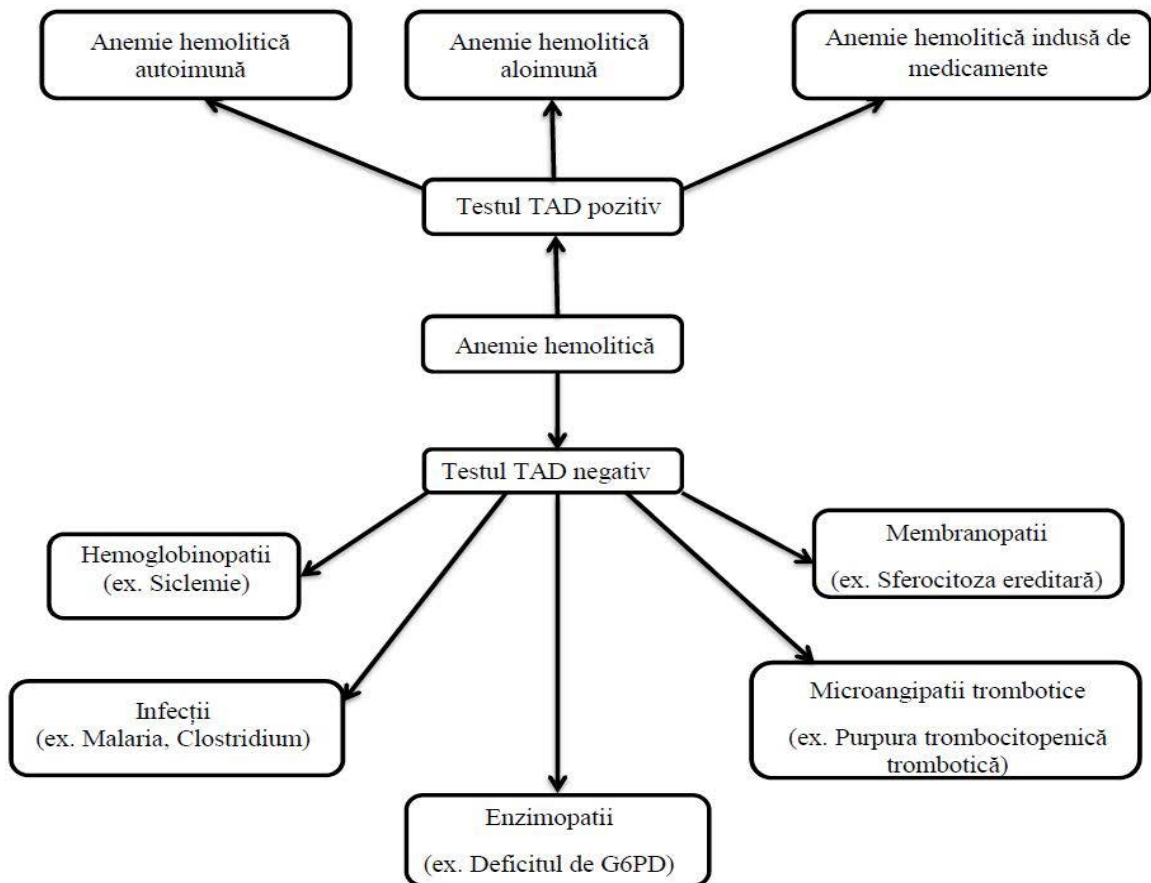 Anemie hemolitică
autoimună
Anemie hemolitică
aloimună
Anemie hemolitică indusă de
medicamente
Testul TAD pozitiv
Anemie hemolitică
Testul TAD negativ
Hemoglobinopatii
(ex. Siclemie)
Membranopatii
(ex. Sferocitoza ereditară)
Infecții
(ex. Malaria, Clostridium)
Microangipatii trombotice
(ex. Purpura trombocitopenică
trombotică)
Enzimopatii
(ex. Deficitul de G6PD)